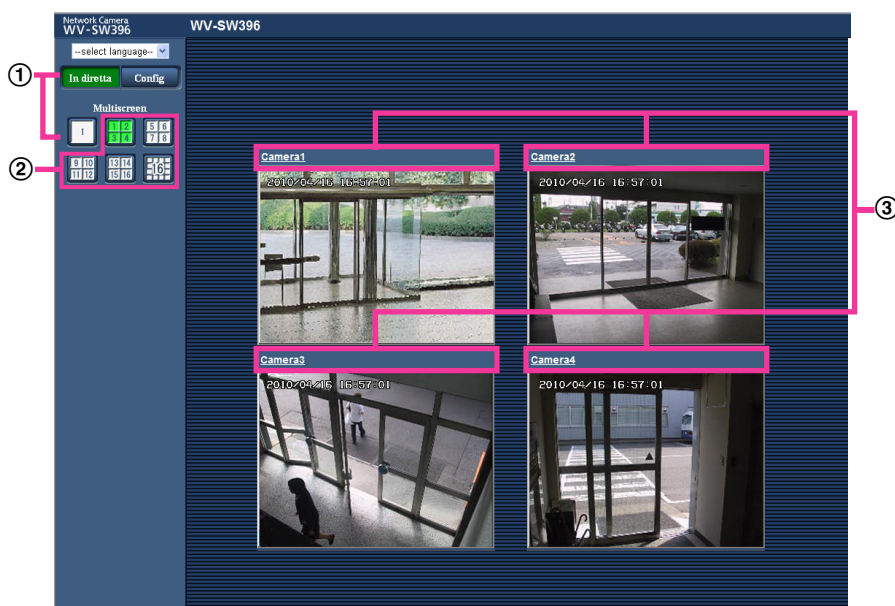 Network Camera
WV-SW396
WV-SW396
--select language--
①
In diretta
Config
Multiscreen
1
1 2
3 4
5 6
7 8
②
9 10
11 12
13 14
15 16
16
③
Camera1
Camera2
2010/04/16 16:57:01
2010/04/16 16:57:01
Camera3
Camera4
2010/04/16 16:57:01
2010/04/16 16:57:01